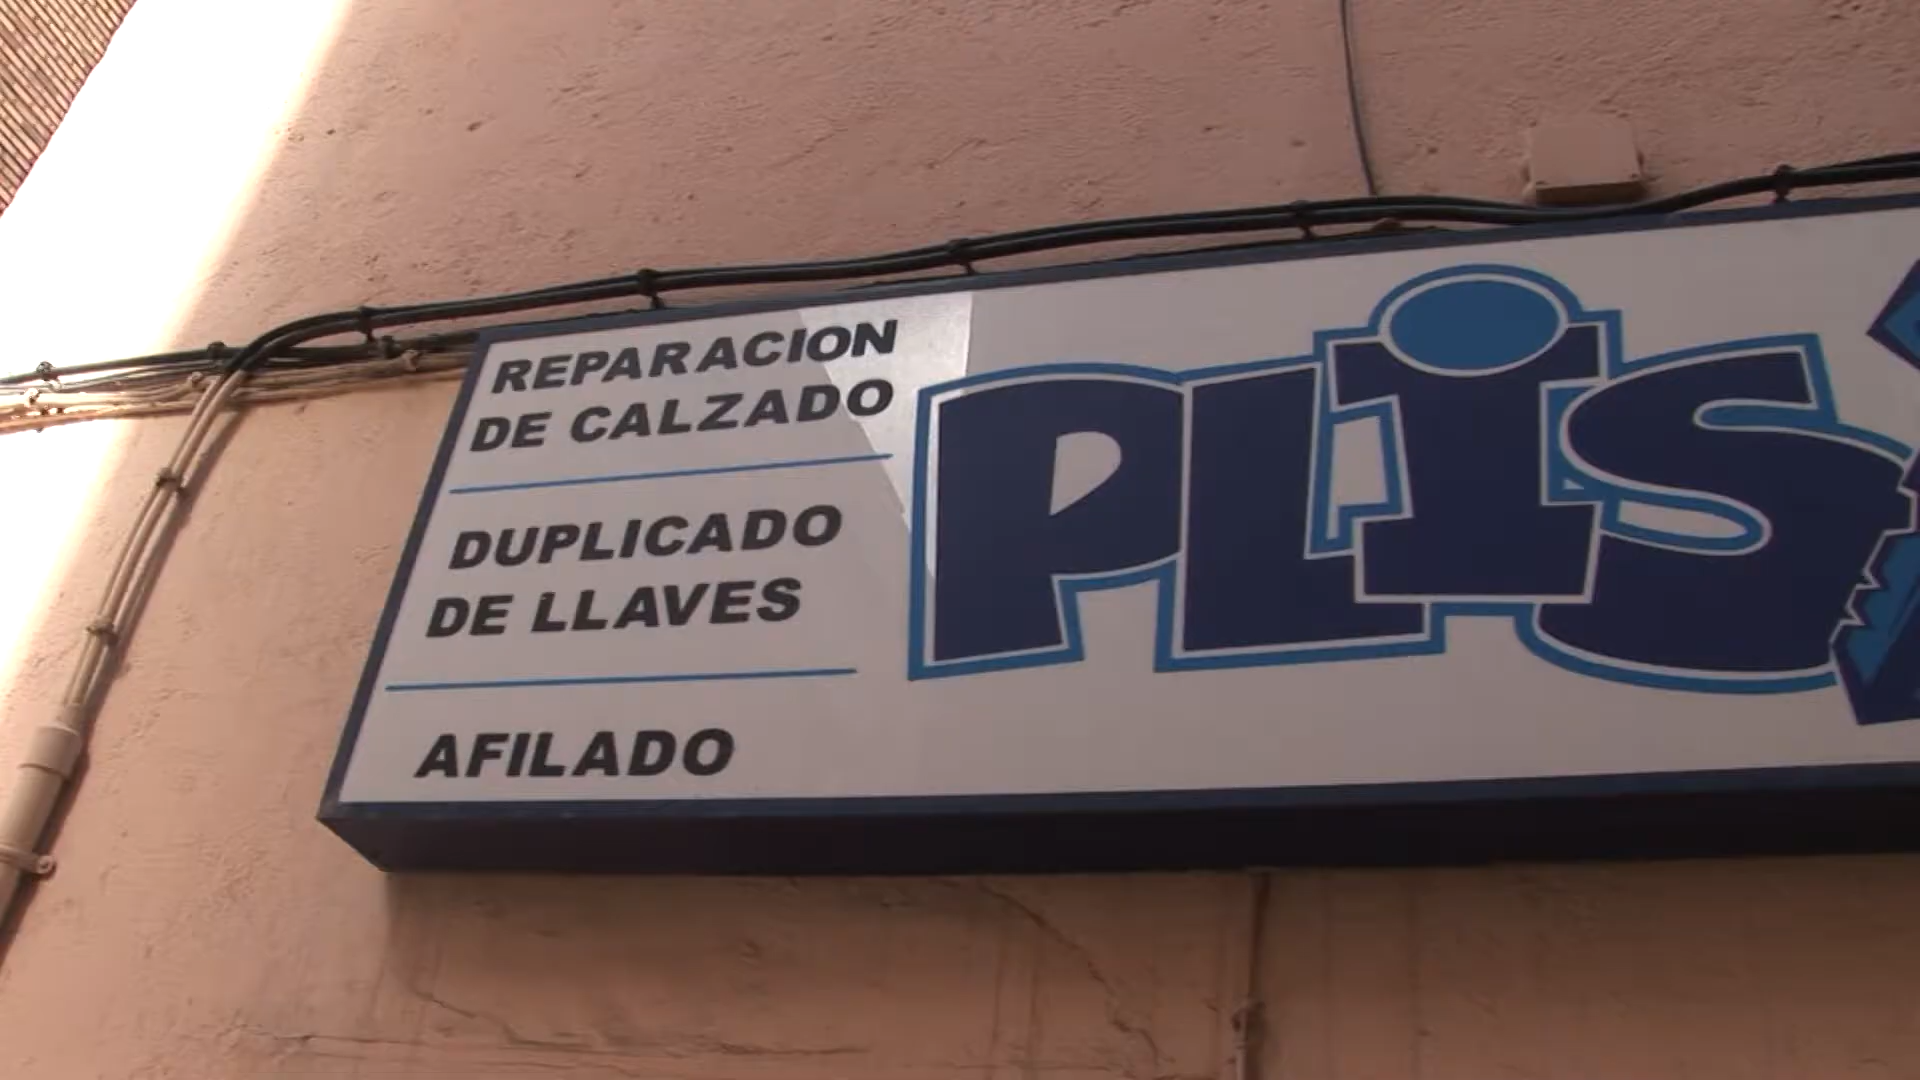 REPARACION
DE CALZADO
DUPLICADO
DE LLAVES
AFILADO
PLiS